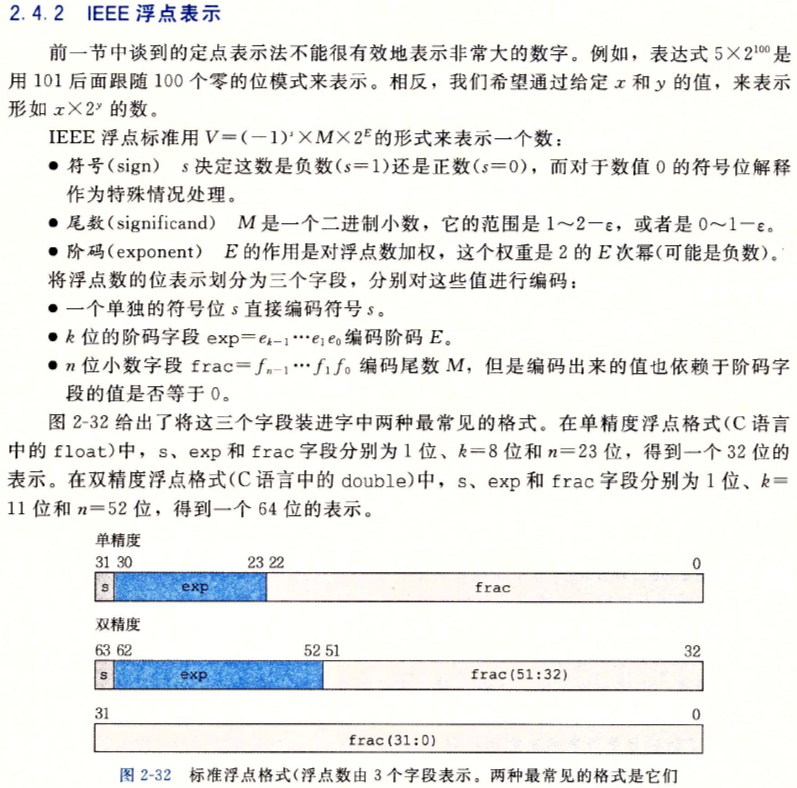 2.4.2 IEEE 浮点表示
前一节中谈到的定点表示法不能很有效地表示非常大的数字。例如，表达式 5×2¹⁰⁰是
用 101 后面跟随 100 个零的位模式来表示。相反，我们希望通过给定 x 和 y 的值，来表示
形如 x×2ʸ 的数。
IEEE 浮点标准用 V=(−1)ˢ×M×2ᴱ的形式来表示一个数：
● 符号(sign) s 决定这数是负数(s=1)还是正数(s=0)，而对于数值 0 的符号位解释
作为特殊情况处理。
● 尾数(significand) M 是一个二进制小数，它的范围是 1～2−ε，或者是 0～1−ε。
● 阶码(exponent) E 的作用是对浮点数加权，这个权重是 2 的 E 次幂(可能是负数)。
将浮点数的位表示划分为三个字段，分别对这些值进行编码：
● 一个单独的符号位 s 直接编码符号 s。
● k 位的阶码字段 exp=eₖ₋₁⋯e₁e₀编码阶码 E。
● n 位小数字段 frac=fₙ₋₁⋯f₁f₀ 编码尾数 M，但是编码出来的值也依赖于阶码字
段的值是否等于 0。
图 2-32 给出了将这三个字段装进字中两种最常见的格式。在单精度浮点格式(C 语言
中的 float)中，s、exp 和 frac 字段分别为 1 位、k=8 位和 n=23 位，得到一个 32 位的
表示。在双精度浮点格式(C 语言中的 double)中，s、exp 和 frac 字段分别为 1 位、k=
11 位和 n=52 位，得到一个 64 位的表示。
单精度
31 30 23 22 0
s exp frac
双精度
63 62 52 51 32
s exp frac(51:32)
31 0
frac(31:0)
图 2-32 标准浮点格式(浮点数由 3 个字段表示。两种最常见的格式是它们